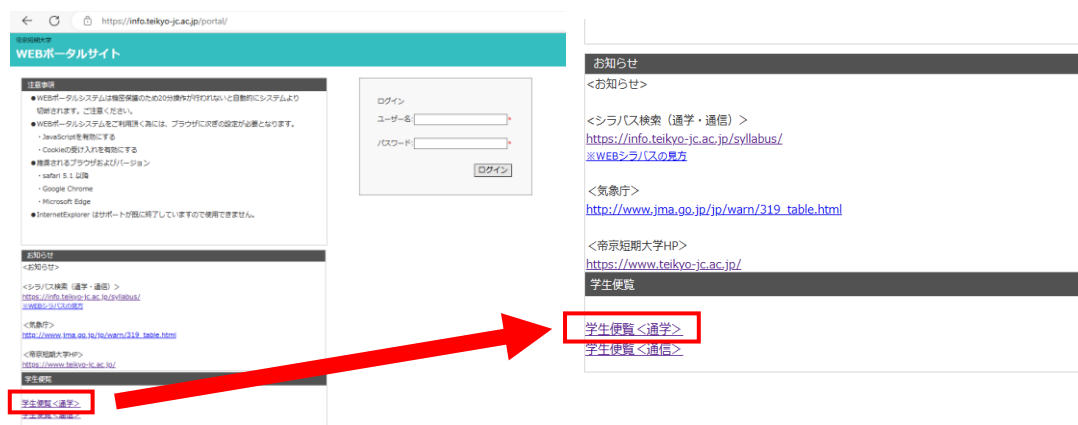 https://info.teikyo-jc.ac.jp/portal/
帝京短期大学
WEBポータルサイト
注意事項
●WEBポータルシステムは機密保護のため20分操作が行われないと自動的にシステムより
切断されます。ご注意ください。
●WEBポータルシステムをご利用頂く為には、ブラウザに次ぎの設定が必要となります。
・JavaScriptを有効にする
・Cookieの受け入れを有効にする
●推奨されるブラウザおよびバージョン
・safari 5.1 以降
・Google Chrome
・Microsoft Edge
●InternetExplorer はサポートが既に終了していますので使用できません。
ログイン
ユーザー名:*
パスワード:*
ログイン
お知らせ
<お知らせ>
<シラバス検索（通学・通信）>
https://info.teikyo-jc.ac.jp/syllabus/
※WEBシラバスの見方
<気象庁>
http://www.jma.go.jp/jp/warn/319_table.html
<帝京短期大学HP>
https://www.teikyo-jc.ac.jp/
学生便覧
学生便覧<通学>
学生便覧<通信>
お知らせ
<お知らせ>
<シラバス検索（通学・通信）>
https://info.teikyo-jc.ac.jp/syllabus/
※WEBシラバスの見方
<気象庁>
http://www.jma.go.jp/jp/warn/319_table.html
<帝京短期大学HP>
https://www.teikyo-jc.ac.jp/
学生便覧
学生便覧<通学>
学生便覧<通信>